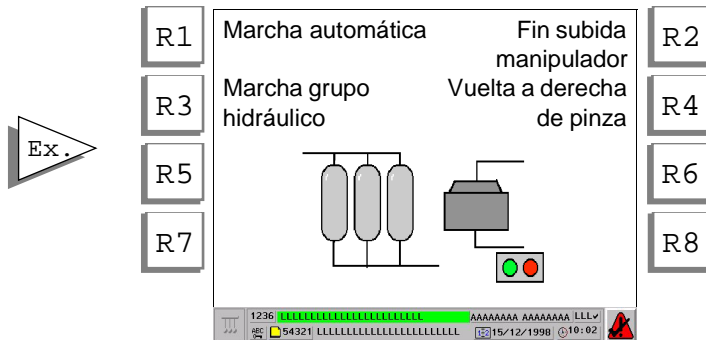 R1
Marcha automática
Fin subida
manipulador
R2
R3
Marcha grupo
hidráulico
Vuelta a derecha
de pinza
R4
Ex.
R5
R6
R7
R8
1236 LLLLLLLLLLLLLLLLLLLLLLLL AAAAAAAA AAAAAAAA LLL
ABC 54321 LLLLLLLLLLLLLLLLLLLLLLLL 15/12/1998 10:02